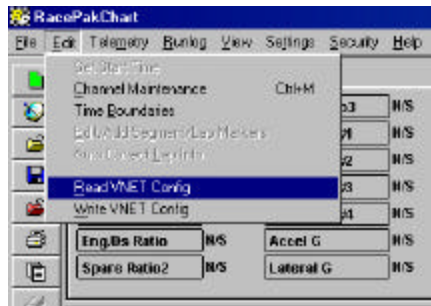 RacePakChart
File Edit Telemetry Runlog View Settings Security Help
Set Start Time
Channel Maintenance Ctrl+M
Time Boundaries
Edit/Add Segment/Lap Markers
Read VNET Config
Write VNET Config
N/S
N/S
N/S
N/S
N/S
Eng.Ds Ratio N/S Accel G N/S
Spare Ratio2 N/S Lateral G N/S